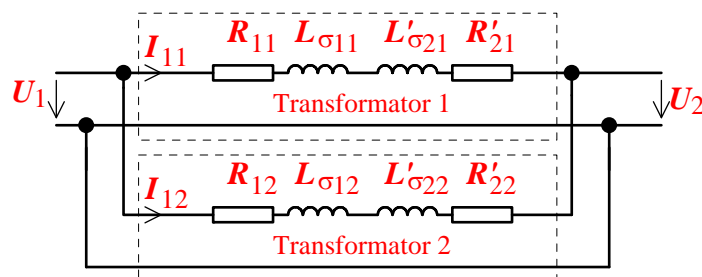 R11 Lσ11 L′σ21 R′21
I11
U1 Transformator 1 U2
R12 Lσ12 L′σ22 R′22
I12
Transformator 2